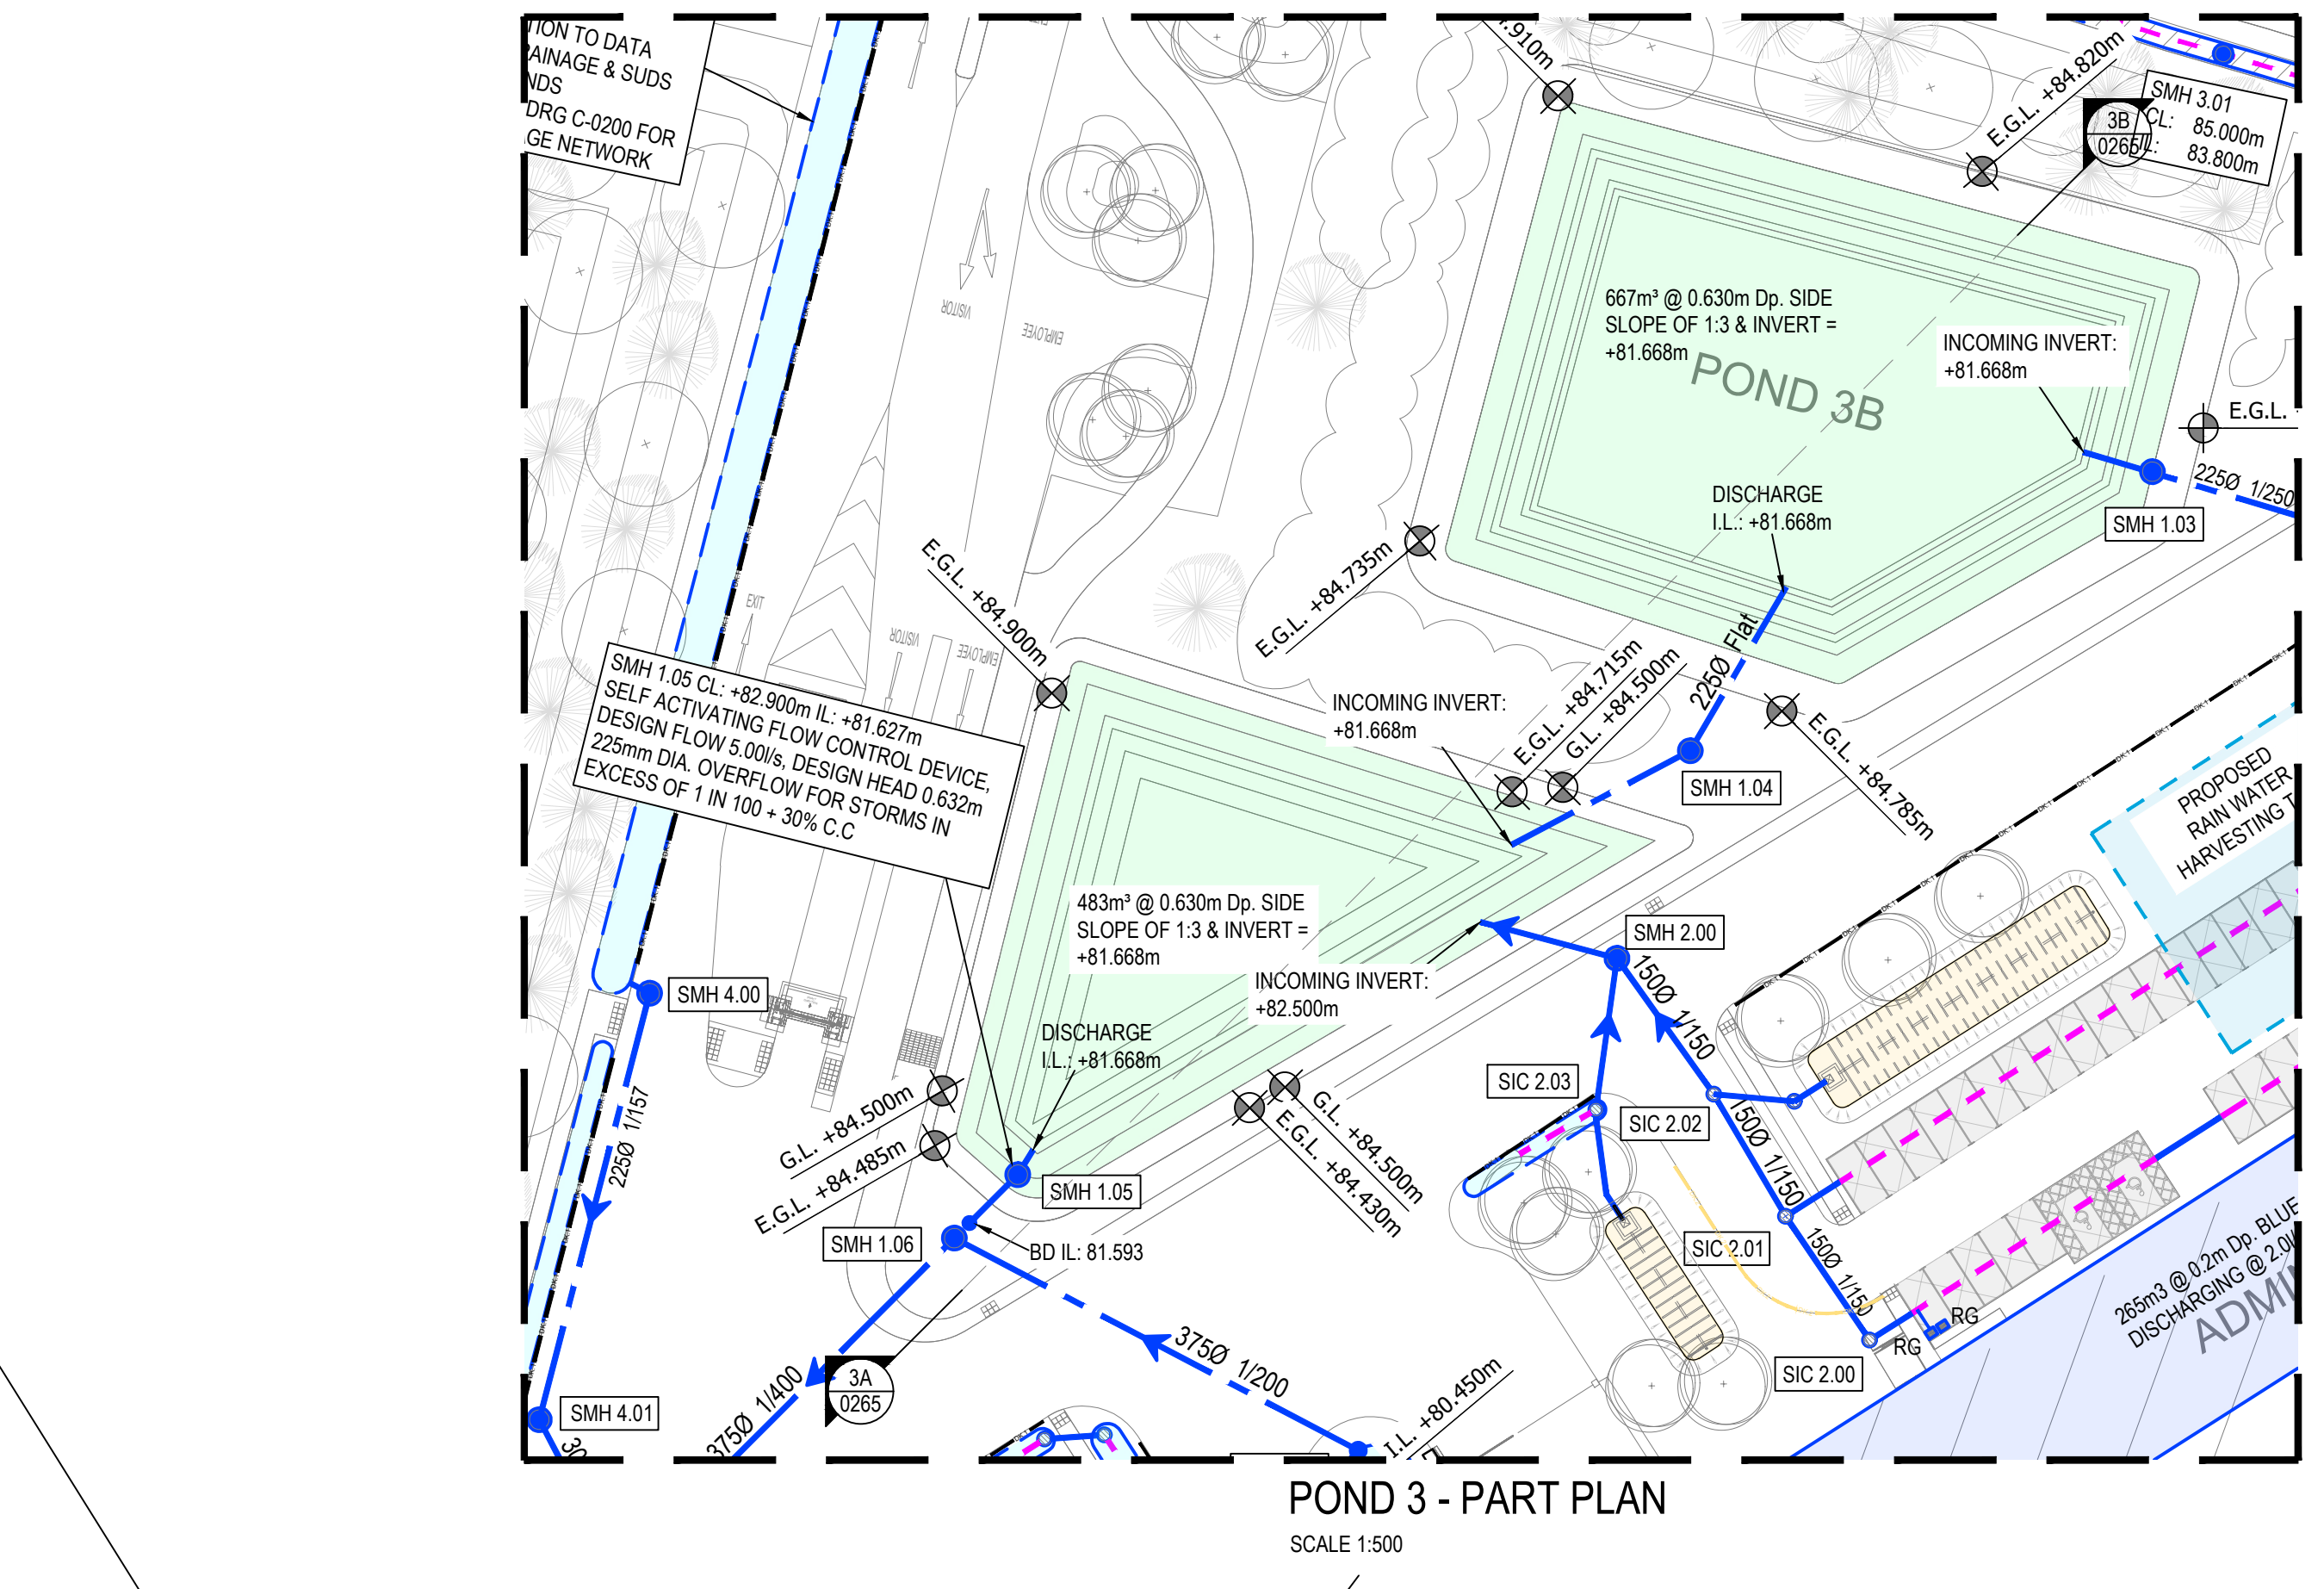 TION TO DATA
AINAGE & SUDS
NDS
DRG C-0200 FOR
GE NETWORK
.910m
E.G.L. +84.820m
SMH 3.01
CL: 85.000m
IL: 83.800m
3B
0265
VISITOR
EMPLOYEE
667m³ @ 0.630m Dp. SIDE
SLOPE OF 1:3 & INVERT =
+81.668m
POND 3B
INCOMING INVERT:
+81.668m
E.G.L.
225Ø 1/250
SMH 1.03
DISCHARGE
I.L.: +81.668m
E.G.L. +84.735m
E.G.L. +84.900m
EXIT
VISITOR
EMPLOYEE
225Ø Flat
E.G.L. +84.715m
G.L. +84.500m
INCOMING INVERT:
+81.668m
SMH 1.04
E.G.L. +84.785m
SMH 1.05 CL: +82.900m IL: +81.627m
SELF ACTIVATING FLOW CONTROL DEVICE,
DESIGN FLOW 5.00l/s, DESIGN HEAD 0.632m
225mm DIA. OVERFLOW FOR STORMS IN
EXCESS OF 1 IN 100 + 30% C.C
PROPOSED
RAIN WATER
HARVESTING T
483m³ @ 0.630m Dp. SIDE
SLOPE OF 1:3 & INVERT =
+81.668m
SMH 2.00
INCOMING INVERT:
+82.500m
SMH 4.00
150Ø 1/150
DISCHARGE
I.L.: +81.668m
SIC 2.03
SIC 2.02
G.L. +84.500m
E.G.L. +84.485m
G.L. +84.500m
E.G.L. +84.430m
225Ø 1/157
150Ø 1/150
SMH 1.05
SMH 1.06
BD IL: 81.593
SIC 2.01
150Ø 1/150
265m3 @ 0.2m Dp. BLUE
DISCHARGING @ 2.0l
ADMI
RG
RG
SIC 2.00
375Ø 1/200
3A
0265
375Ø 1/400
I.L. +80.450m
SMH 4.01
30
POND 3 - PART PLAN
SCALE 1:500